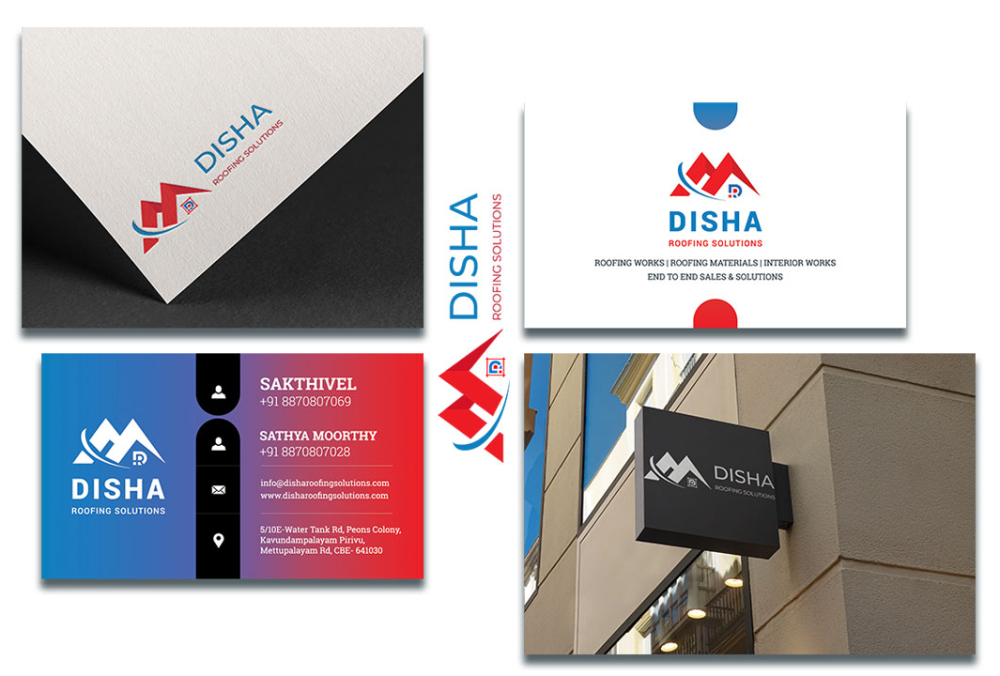 DISHA
ROOFING SOLUTIONS
DISHA
ROOFING SOLUTIONS
DISHA
ROOFING SOLUTIONS
ROOFING WORKS | ROOFING MATERIALS | INTERIOR WORKS
END TO END SALES & SOLUTIONS
DISHA
ROOFING SOLUTIONS
SAKTHIVEL
+91 8870807069
SATHYA MOORTHY
+91 8870807028
info@disharoofingsolutions.com
www.disharoofingsolutions.com
5/10E-Water Tank Rd, Peons Colony,
Kavundampalayam Pirivu,
Mettupalayam Rd, CBE- 641030
DISHA
ROOFING SOLUTIONS